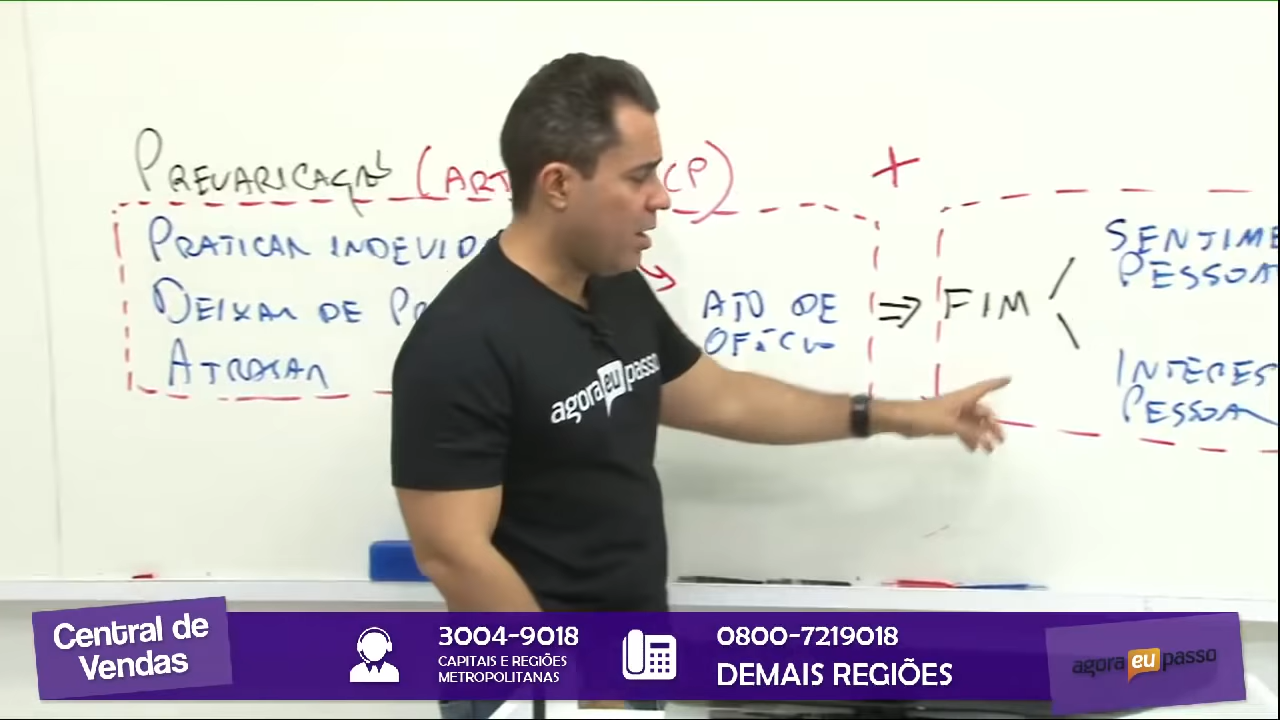 PREVARICAÇÃO (ART CP)
+
PRATICAR INDEVID
DEIXAR DE P
ATRASAR
ATO DE
OFÍCIO
⇒ FIM
SENTIME
PESSOA
INTERES
PESSOA
agora eu passo
Central de
Vendas
3004-9018
CAPITAIS E REGIÕES
METROPOLITANAS
0800-7219018
DEMAIS REGIÕES
agora eu passo